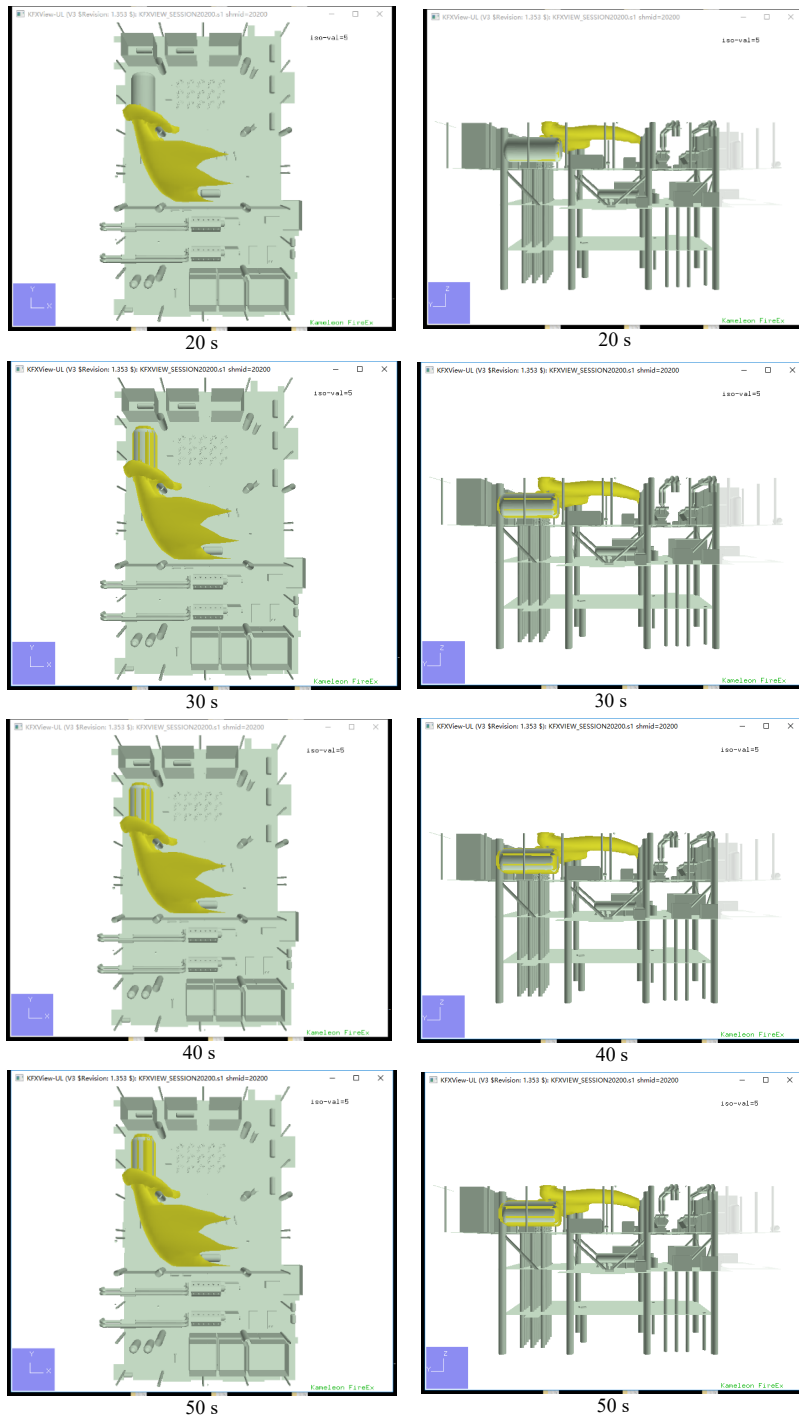 KFXView-UL (V3 $Revision: 1.353 $): KFXVIEW_SESSION20200.s1 shmid=20200
iso-val=5
Y
X
Kameleon FireEx
20 s
KFXView-UL (V3 $Revision: 1.353 $): KFXVIEW_SESSION20200.s1 shmid=20200
iso-val=5
Z
Y
Kameleon FireEx
20 s
KFXView-UL (V3 $Revision: 1.353 $): KFXVIEW_SESSION20200.s1 shmid=20200
iso-val=5
Y
X
Kameleon FireEx
30 s
KFXView-UL (V3 $Revision: 1.353 $): KFXVIEW_SESSION20200.s1 shmid=20200
iso-val=5
Z
Y
Kameleon FireEx
30 s
KFXView-UL (V3 $Revision: 1.353 $): KFXVIEW_SESSION20200.s1 shmid=20200
iso-val=5
Y
X
Kameleon FireEx
40 s
KFXView-UL (V3 $Revision: 1.353 $): KFXVIEW_SESSION20200.s1 shmid=20200
iso-val=5
Z
Y
Kameleon FireEx
40 s
KFXView-UL (V3 $Revision: 1.353 $): KFXVIEW_SESSION20200.s1 shmid=20200
iso-val=5
Y
X
Kameleon FireEx
50 s
KFXView-UL (V3 $Revision: 1.353 $): KFXVIEW_SESSION20200.s1 shmid=20200
iso-val=5
Z
Y
Kameleon FireEx
50 s